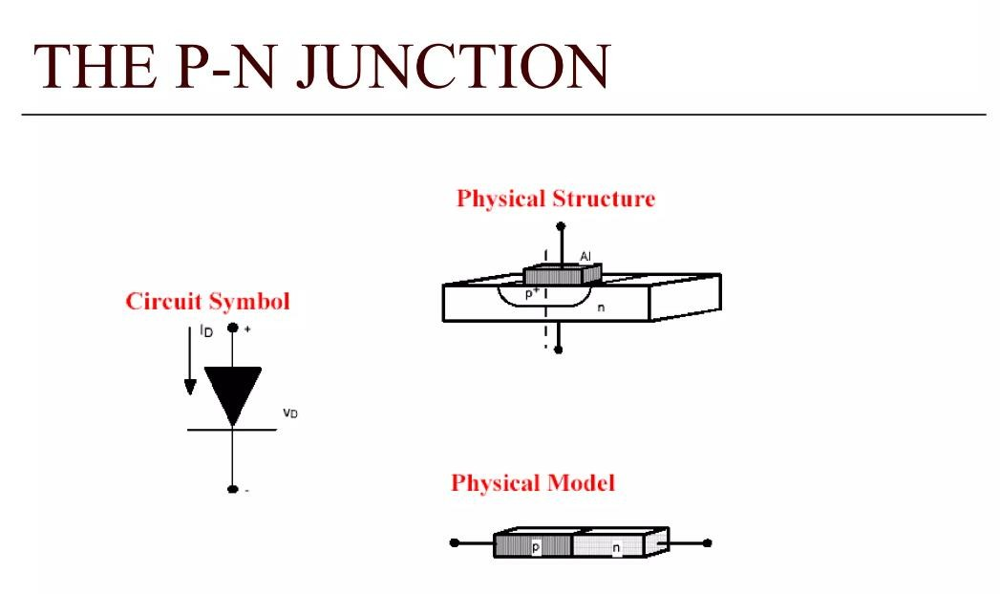 THE P-N JUNCTION
Physical Structure
Al
p+
n
Circuit Symbol
ID
+
VD
-
Physical Model
p
n